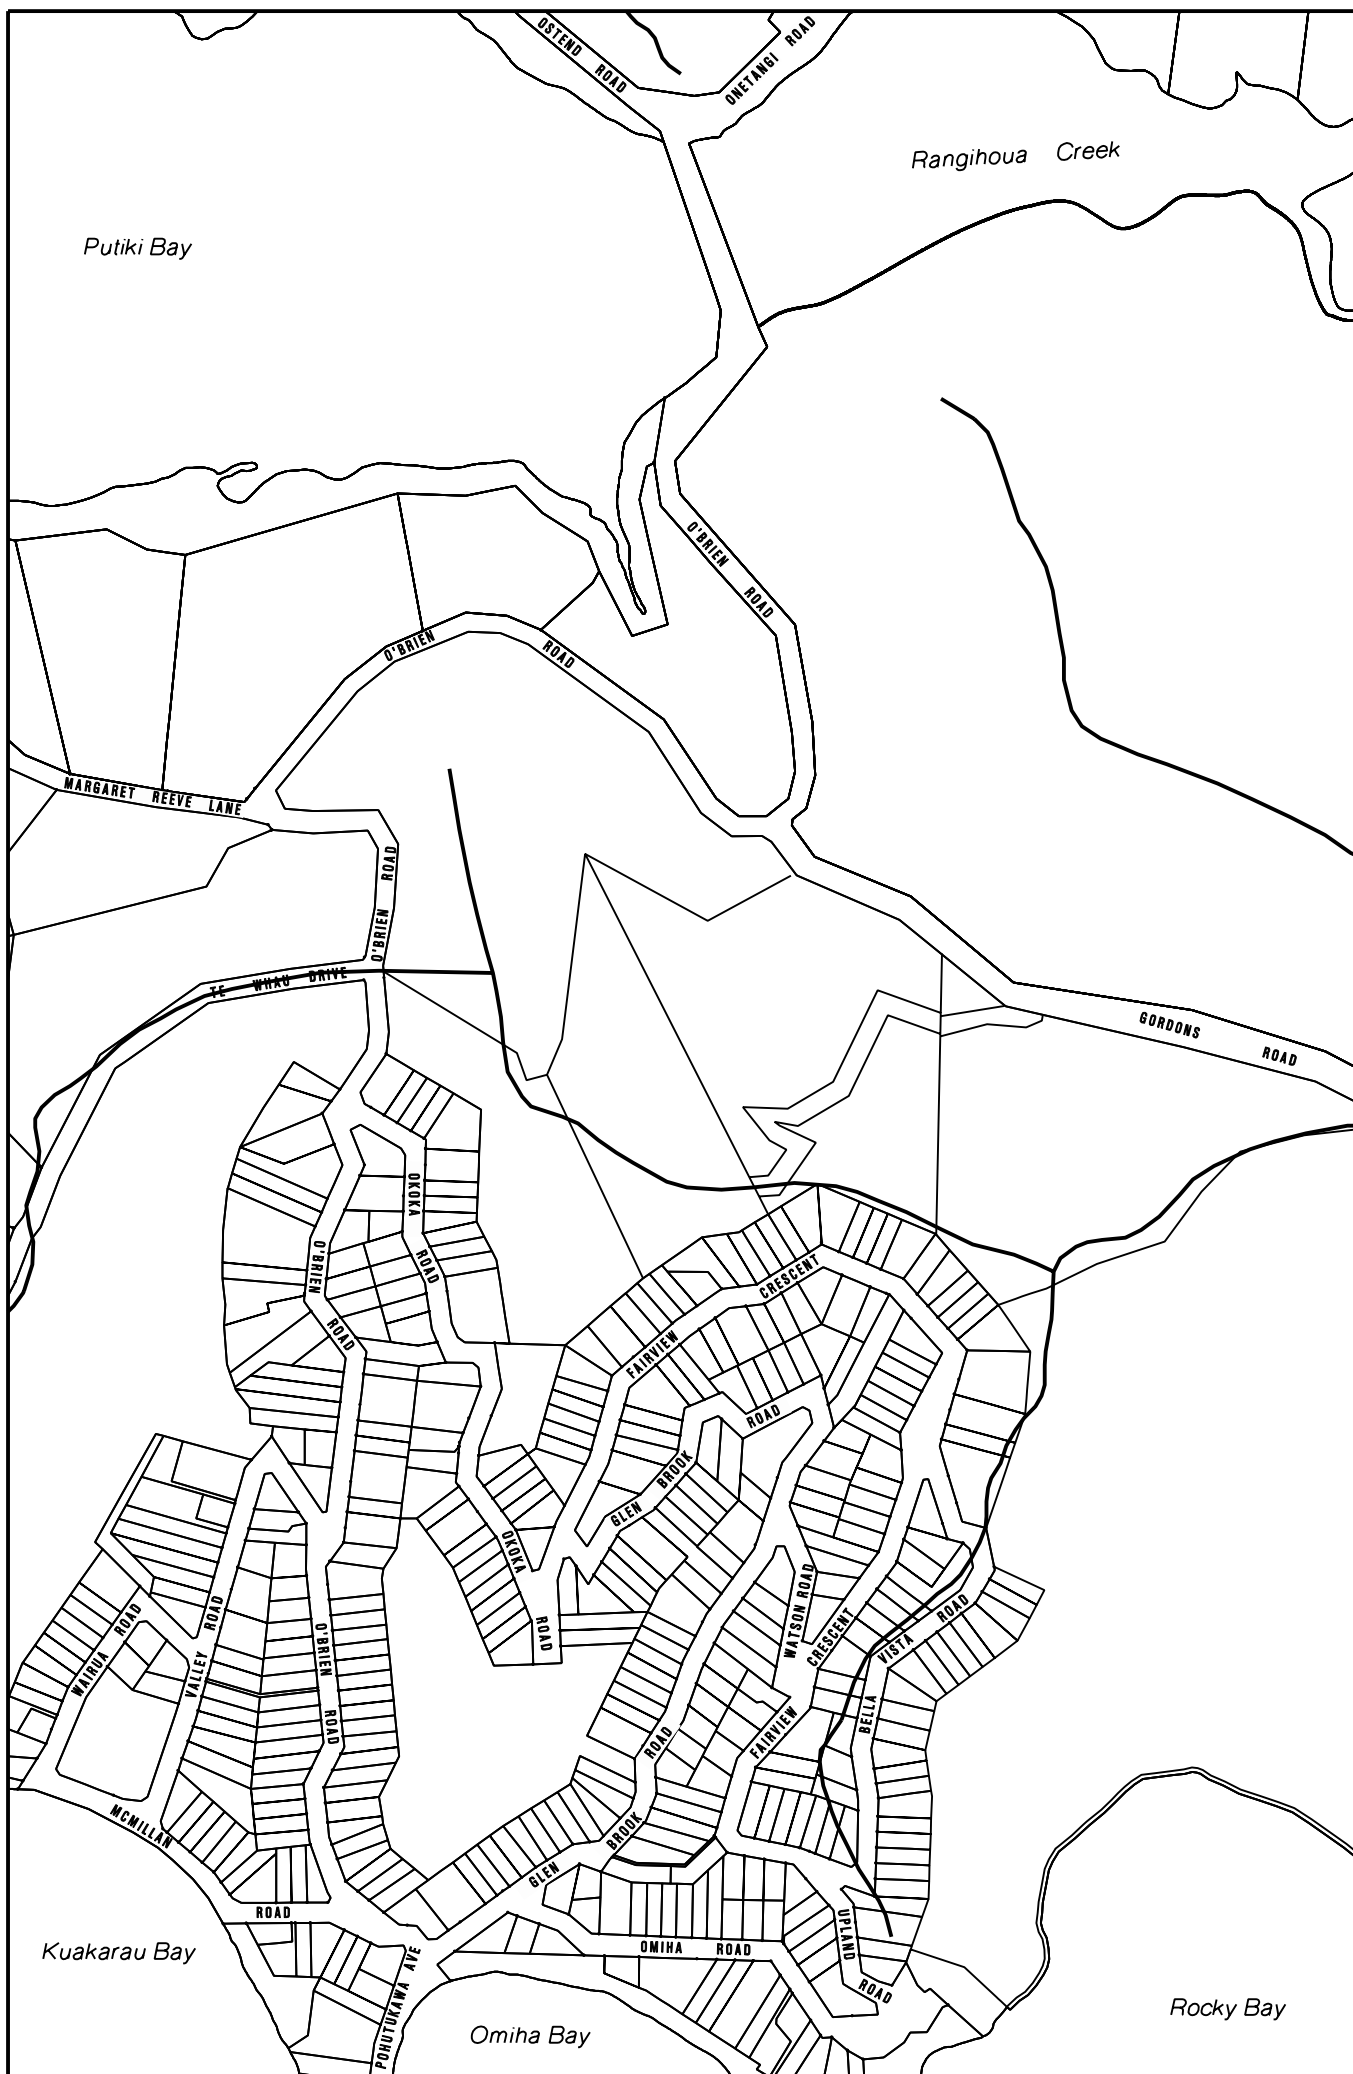 OSTEND ROAD
ONETANGI ROAD
Rangihoua Creek
Putiki Bay
O'BRIEN ROAD
O'BRIEN ROAD
MARGARET REEVE LANE
O'BRIEN ROAD
TE WHAU DRIVE
GORDONS ROAD
OKOKA ROAD
O'BRIEN ROAD
CRESCENT
FAIRVIEW
ROAD
GLEN BROOK
OKOKA ROAD
WATSON ROAD
WAIRUA ROAD
VALLEY ROAD
O'BRIEN ROAD
CRESCENT
VISTA ROAD
BELLA
FAIRVIEW
ROAD
BROOK
GLEN
MCMILLAN
ROAD
OMIHA ROAD
UPLAND
ROAD
POHUTUKAWA AVE
Kuakarau Bay
Omiha Bay
Rocky Bay